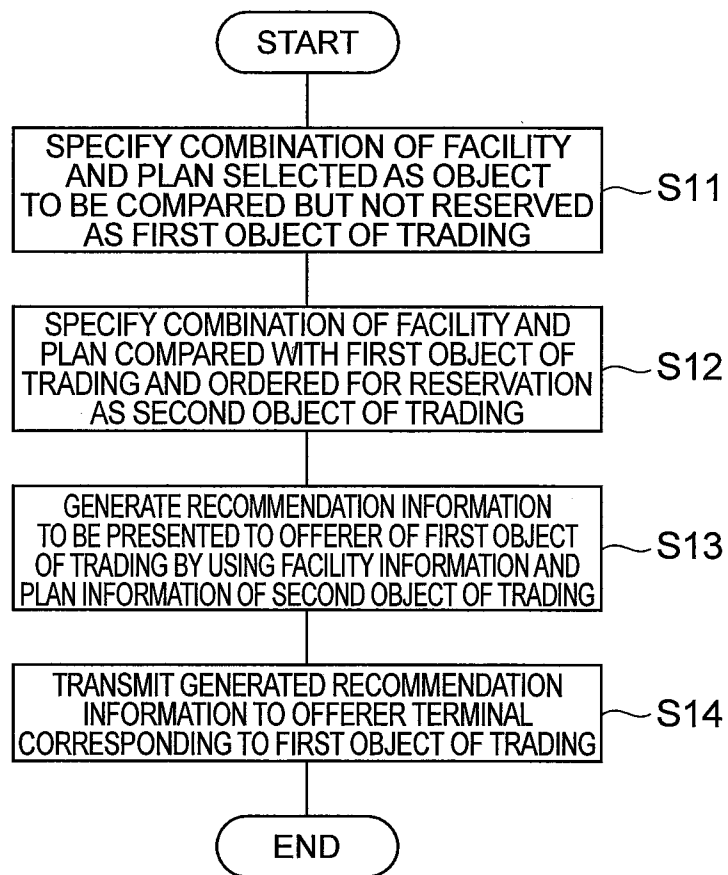 START
SPECIFY COMBINATION OF FACILITY
AND PLAN SELECTED AS OBJECT
TO BE COMPARED BUT NOT RESERVED
AS FIRST OBJECT OF TRADING
S11
SPECIFY COMBINATION OF FACILITY AND
PLAN COMPARED WITH FIRST OBJECT OF
TRADING AND ORDERED FOR RESERVATION
AS SECOND OBJECT OF TRADING
S12
GENERATE RECOMMENDATION INFORMATION
TO BE PRESENTED TO OFFERER OF FIRST OBJECT
OF TRADING BY USING FACILITY INFORMATION AND
PLAN INFORMATION OF SECOND OBJECT OF TRADING
S13
TRANSMIT GENERATED RECOMMENDATION
INFORMATION TO OFFERER TERMINAL
CORRESPONDING TO FIRST OBJECT OF TRADING
S14
END